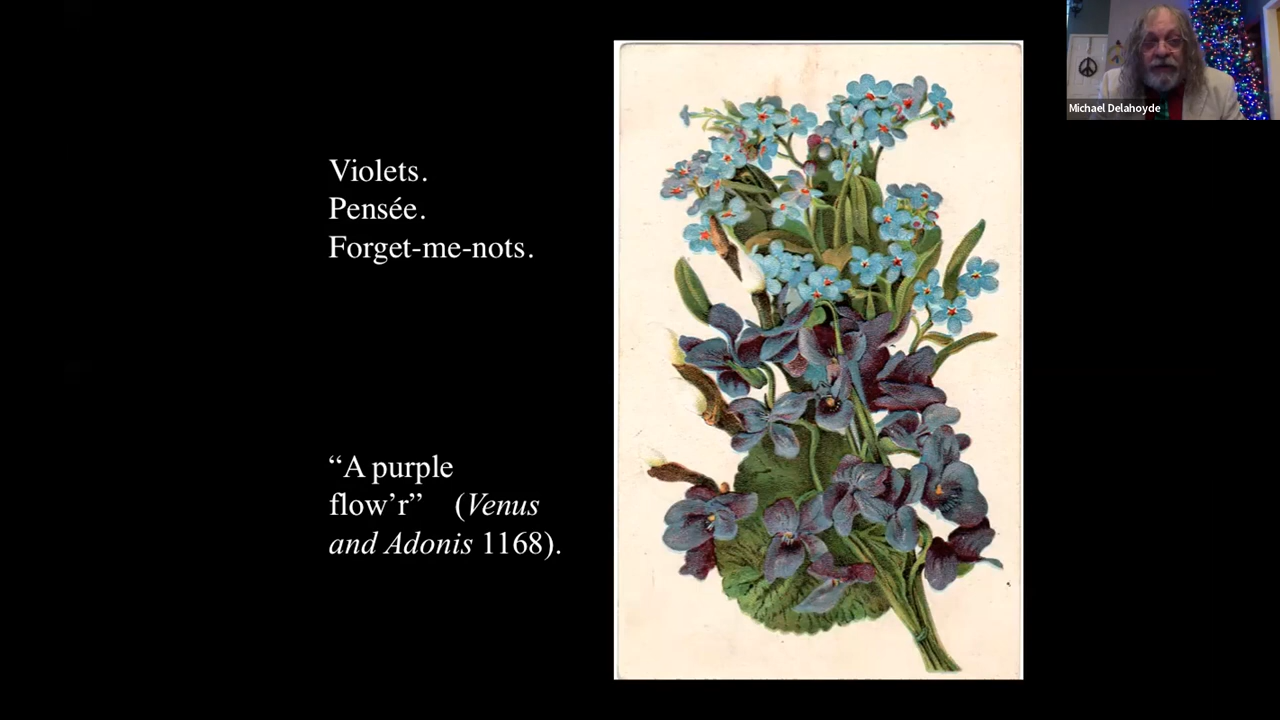 Violets.
Pensée.
Forget-me-nots.
“A purple
flow’r” (Venus
and Adonis 1168).
Michael Delahoyde